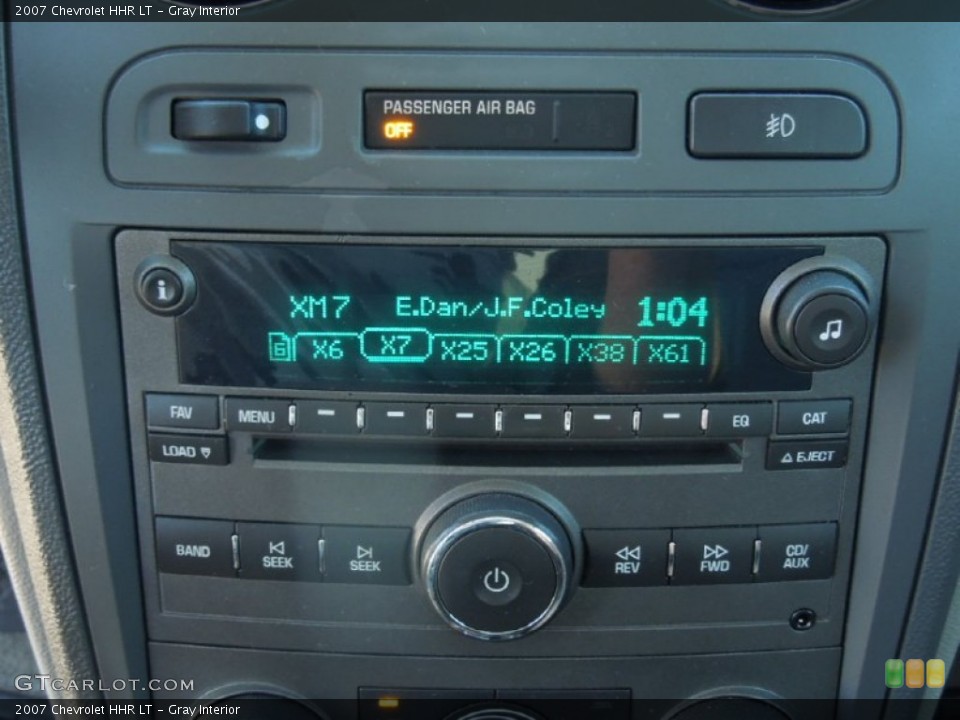 2007 Chevrolet HHR LT - Gray Interior
PASSENGER AIR BAG
OFF
i
XM7 E.Dan/J.F.Coley 1:04
6 X6 X7 X25 X26 X38 X61
FAV MENU EQ CAT
LOAD EJECT
BAND SEEK SEEK REV FWD CD/
AUX
GTCARLOT.COM
2007 Chevrolet HHR LT - Gray Interior